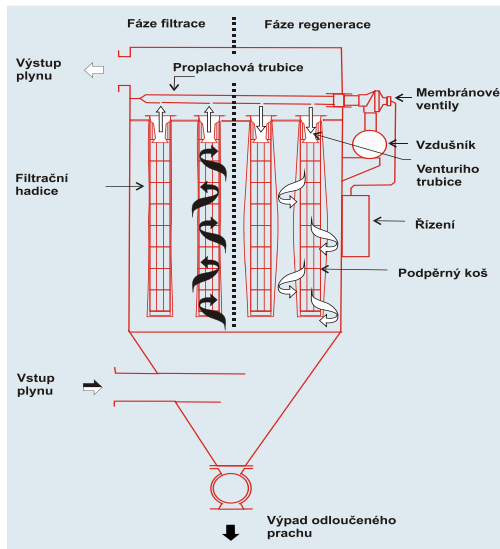 Fáze filtrace
Fáze regenerace
Výstup
plynu
Proplachová trubice
Membránové
ventily
Vzdušník
Venturiho
trubice
Filtrační
hadice
Řízení
Podpěrný koš
Vstup
plynu
Výpad odloučeného
prachu